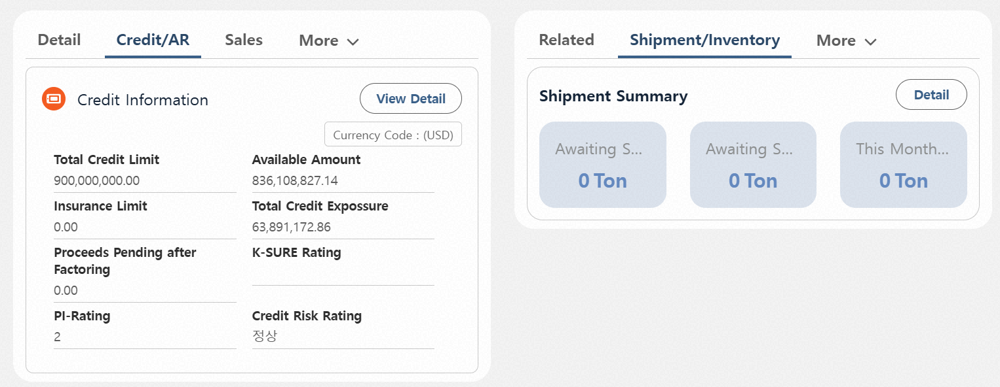 Detail Credit/AR Sales More
Credit Information View Detail
Currency Code : (USD)
Total Credit Limit Available Amount
900,000,000.00 836,108,827.14
Insurance Limit Total Credit Expossure
0.00 63,891,172.86
Proceeds Pending after K-SURE Rating
Factoring
0.00
PI-Rating Credit Risk Rating
2 정상
Related Shipment/Inventory More
Shipment Summary Detail
Awaiting S... Awaiting S... This Month...
0 Ton 0 Ton 0 Ton